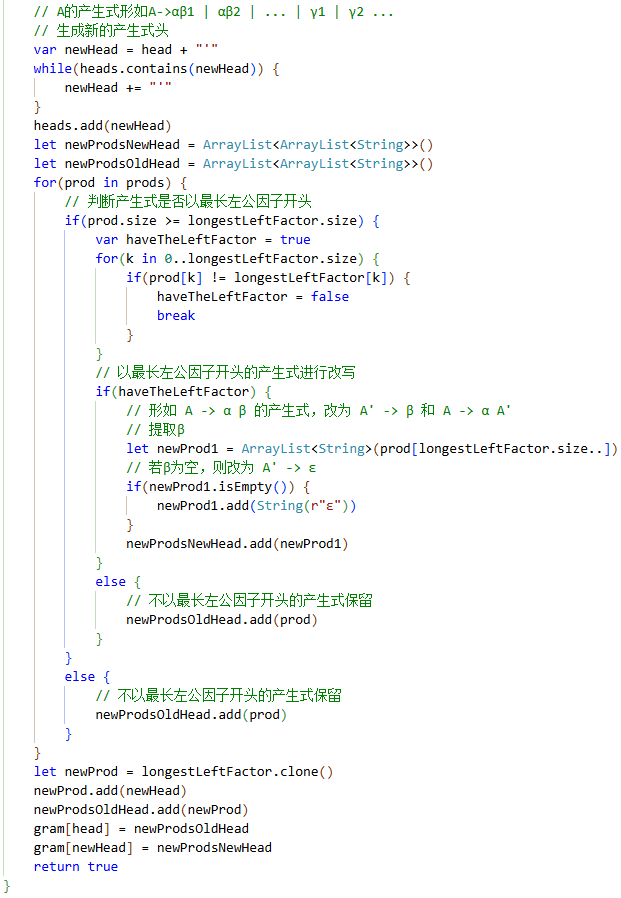 // A的产生式形如A->αβ1 | αβ2 | ... | γ1 | γ2 ...
// 生成新的产生式头
var newHead = head + "'"
while(heads.contains(newHead)) {
    newHead += "'"
}
heads.add(newHead)
let newProdsNewHead = ArrayList<ArrayList<String>>()
let newProdsOldHead = ArrayList<ArrayList<String>>()
for(prod in prods) {
    // 判断产生式是否以最长左公因子开头
    if(prod.size >= longestLeftFactor.size) {
        var haveTheLeftFactor = true
        for(k in 0..longestLeftFactor.size) {
            if(prod[k] != longestLeftFactor[k]) {
                haveTheLeftFactor = false
                break
            }
        }
        // 以最长左公因子开头的产生式进行改写
        if(haveTheLeftFactor) {
            // 形如 A -> α β 的产生式，改为 A' -> β 和 A -> α A'
            // 提取β
            let newProd1 = ArrayList<String>(prod[longestLeftFactor.size..])
            // 若β为空，则改为 A' -> ε
            if(newProd1.isEmpty()) {
                newProd1.add(String(r"ε"))
            }
            newProdsNewHead.add(newProd1)
        }
        else {
            // 不以最长左公因子开头的产生式保留
            newProdsOldHead.add(prod)
        }
    }
    else {
        // 不以最长左公因子开头的产生式保留
        newProdsOldHead.add(prod)
    }
}
let newProd = longestLeftFactor.clone()
newProd.add(newHead)
newProdsOldHead.add(newProd)
gram[head] = newProdsOldHead
gram[newHead] = newProdsNewHead
return true
}